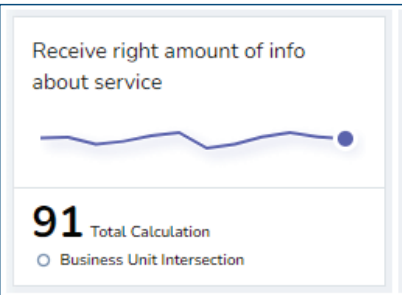 Receive right amount of info
about service
91 Total Calculation
Business Unit Intersection